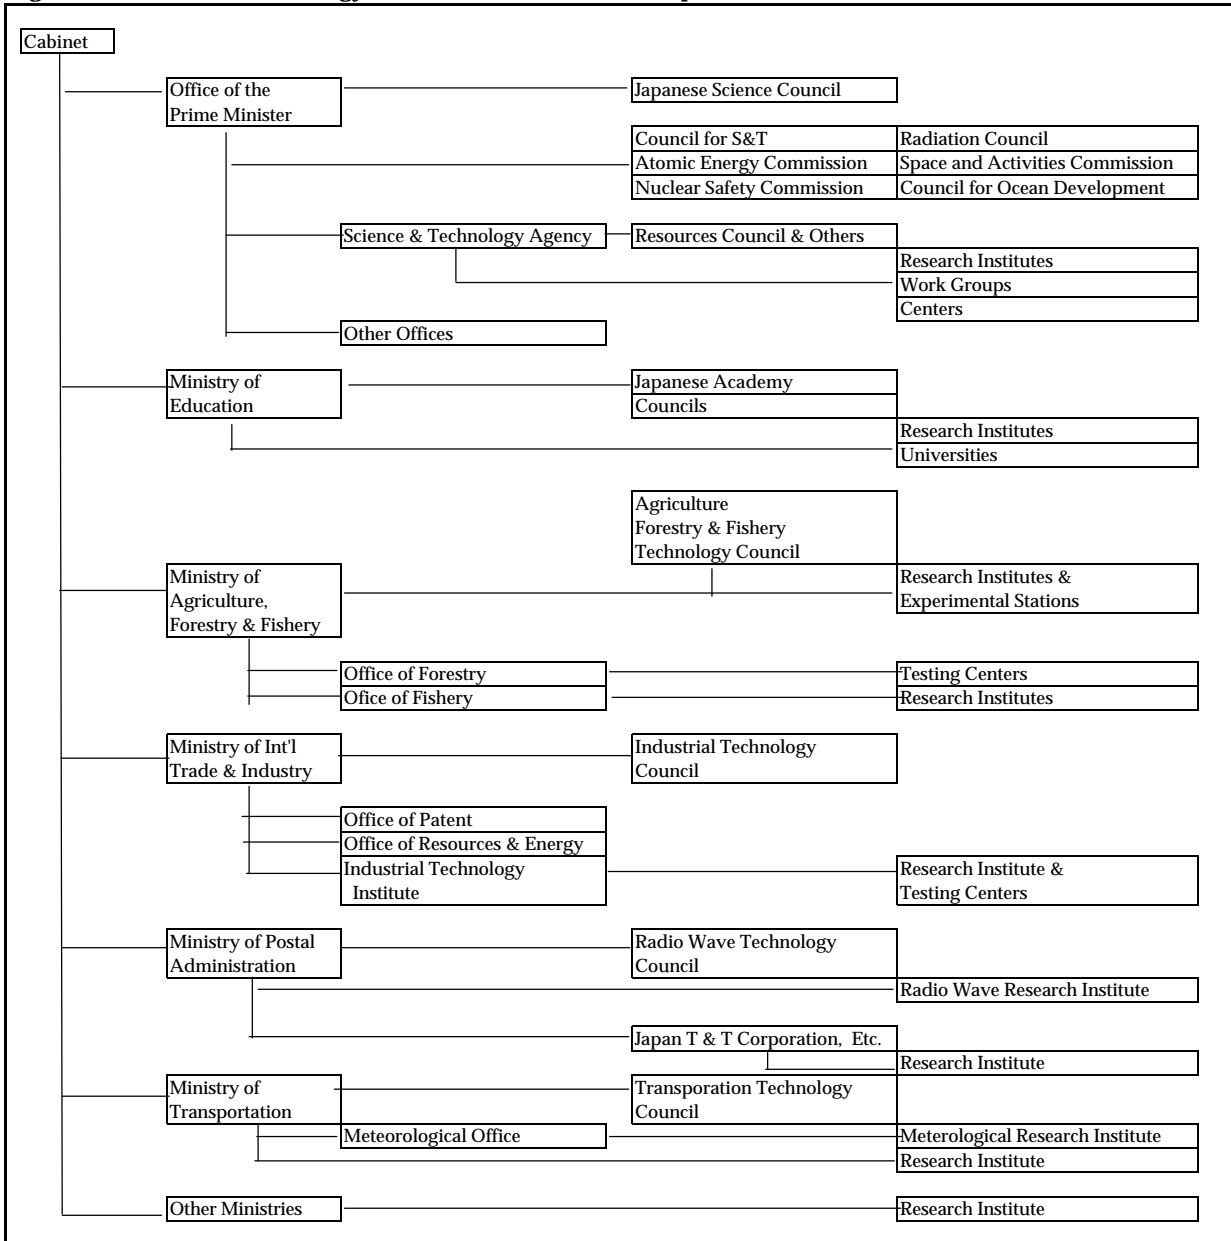 Cabinet
Office of the
Prime Minister
Japanese Science Council
Council for S&T
Radiation Council
Atomic Energy Commission
Space and Activities Commission
Nuclear Safety Commission
Council for Ocean Development
Science & Technology Agency
Resources Council & Others
Research Institutes
Work Groups
Centers
Other Offices
Ministry of
Education
Japanese Academy
Councils
Research Institutes
Universities
Agriculture
Forestry & Fishery
Technology Council
Ministry of
Agriculture,
Forestry & Fishery
Research Institutes &
Experimental Stations
Office of Forestry
Testing Centers
Ofice of Fishery
Research Institutes
Ministry of Int'l
Trade & Industry
Industrial Technology
Council
Office of Patent
Office of Resources & Energy
Industrial Technology
Institute
Research Institute &
Testing Centers
Ministry of Postal
Administration
Radio Wave Technology
Council
Radio Wave Research Institute
Japan T & T Corporation, Etc.
Research Institute
Ministry of
Transportation
Transporation Technology
Council
Meteorological Office
Meterological Research Institute
Research Institute
Other Ministries
Research Institute